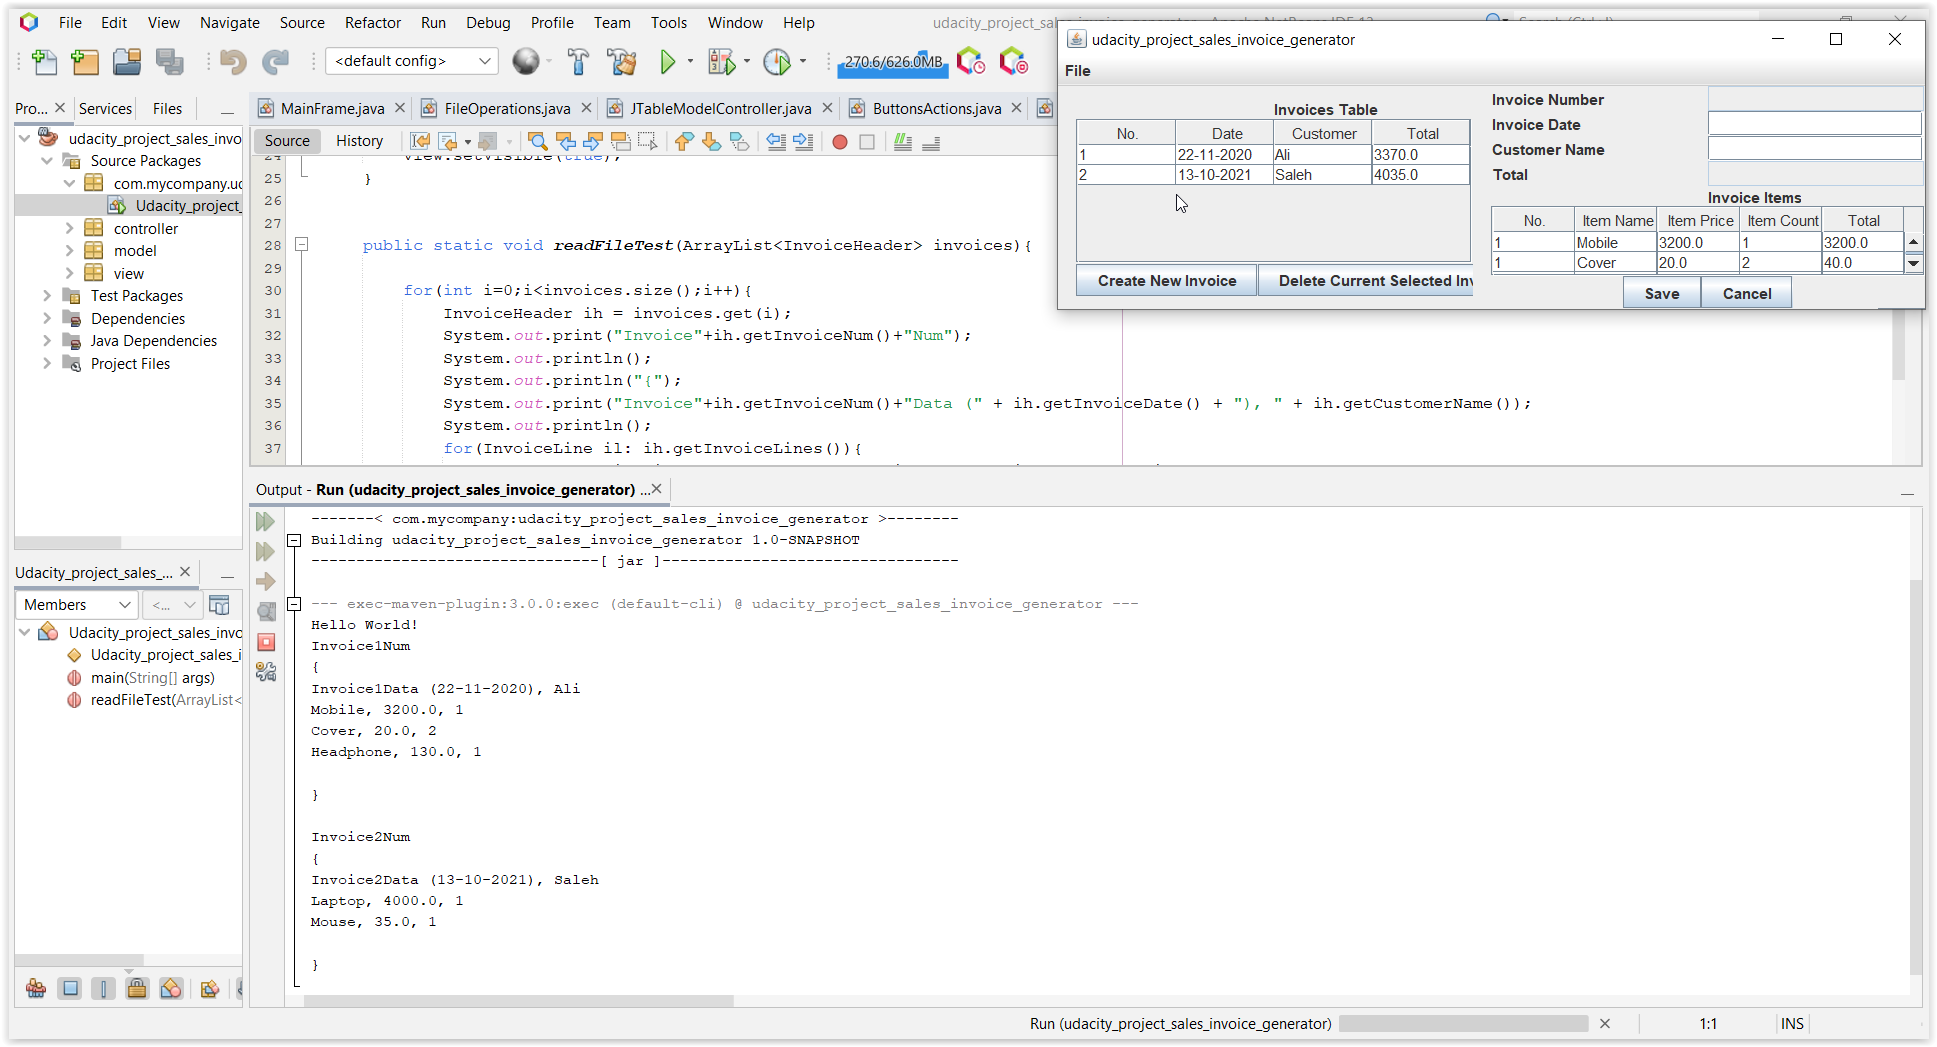 File Edit View Navigate Source Refactor Run Debug Profile Team Tools Window Help
<default config>
270.6/626.0MB
Pro... Services Files
udacity_project_sales_invo
Source Packages
com.mycompany.uc
Udacity_project_
controller
model
view
Test Packages
Dependencies
Java Dependencies
Project Files
Udacity_project_sales_...
Members <...
Udacity_project_sales_invo
Udacity_project_sales_i
main(String[] args)
readFileTest(ArrayList<
MainFrame.java FileOperations.java JTableModelController.java ButtonsActions.java
Source History
24 view.setVisible(true);
25 }
26
27
28 public static void readFileTest(ArrayList<InvoiceHeader> invoices){
29
30 for(int i=0;i<invoices.size();i++){
31 InvoiceHeader ih = invoices.get(i);
32 System.out.print("Invoice"+ih.getInvoiceNum()+"Num");
33 System.out.println();
34 System.out.println("{");
35 System.out.print("Invoice"+ih.getInvoiceNum()+"Data (" + ih.getInvoiceDate() + "), " + ih.getCustomerName());
36 System.out.println();
37 for(InvoiceLine il: ih.getInvoiceLines()){
Output - Run (udacity_project_sales_invoice_generator) ...
-------< com.mycompany:udacity_project_sales_invoice_generator >--------
Building udacity_project_sales_invoice_generator 1.0-SNAPSHOT
--------------------------------[ jar ]---------------------------------
--- exec-maven-plugin:3.0.0:exec (default-cli) @ udacity_project_sales_invoice_generator ---
Hello World!
Invoice1Num
{
Invoice1Data (22-11-2020), Ali
Mobile, 3200.0, 1
Cover, 20.0, 2
Headphone, 130.0, 1
}
Invoice2Num
{
Invoice2Data (13-10-2021), Saleh
Laptop, 4000.0, 1
Mouse, 35.0, 1
}
Run (udacity_project_sales_invoice_generator) 1:1 INS
udacity_project_sales_invoice_generator
File
Invoices Table
No. Date Customer Total
1 22-11-2020 Ali 3370.0
2 13-10-2021 Saleh 4035.0
Create New Invoice Delete Current Selected Inv
Invoice Number
Invoice Date
Customer Name
Total
Invoice Items
No. Item Name Item Price Item Count Total
1 Mobile 3200.0 1 3200.0
1 Cover 20.0 2 40.0
Save Cancel